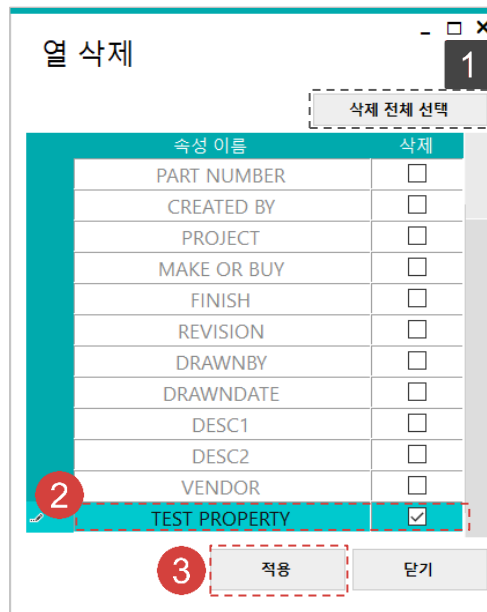 열 삭제
1
삭제 전체 선택
속성 이름 삭제
PART NUMBER
CREATED BY
PROJECT
MAKE OR BUY
FINISH
REVISION
DRAWNBY
DRAWNDATE
DESC1
DESC2
VENDOR
2
TEST PROPERTY
3 적용 닫기